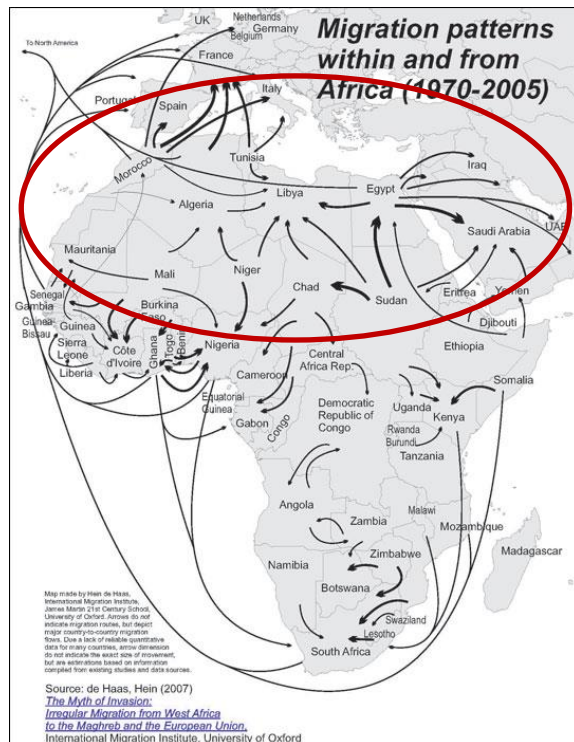 Migration patterns
within and from
Africa (1970-2005)
UK
Netherlands
Germany
Belgium
To North America
France
Portugal
Spain
Italy
Morocco
Tunisia
Algeria
Libya
Egypt
Iraq
UAE
Saudi Arabia
Mauritania
Mali
Niger
Chad
Sudan
Eritrea
Yemen
Senegal
Gambia
Guinea
Bissau
Guinea
Burkina
Faso
Sierra
Leone
Liberia
Côte
d'Ivoire
Ghana
Togo
Benin
Nigeria
Djibouti
Ethiopia
Somalia
Cameroon
Central
Africa Rep.
Equatorial
Guinea
Gabon
Congo
Democratic
Republic of
Congo
Uganda
Kenya
Rwanda
Burundi
Tanzania
Angola
Zambia
Malawi
Mozambique
Madagascar
Namibia
Zimbabwe
Botswana
Swaziland
Lesotho
South Africa
Map made by Hein de Haas,
International Migration Institute,
James Martin 21st Century School,
University of Oxford. Arrows do not
indicate migration routes, but depict
major country-to-country migration
flows. Due a lack of reliable quantitative
data for many countries, arrow dimension
do not indicate the exact size of movement,
but are estimations based on information
compiled from existing studies and data sources.
Source: de Haas, Hein (2007)
The Myth of Invasion:
Irregular Migration from West Africa
to the Maghreb and the European Union,
International Migration Institute, University of Oxford